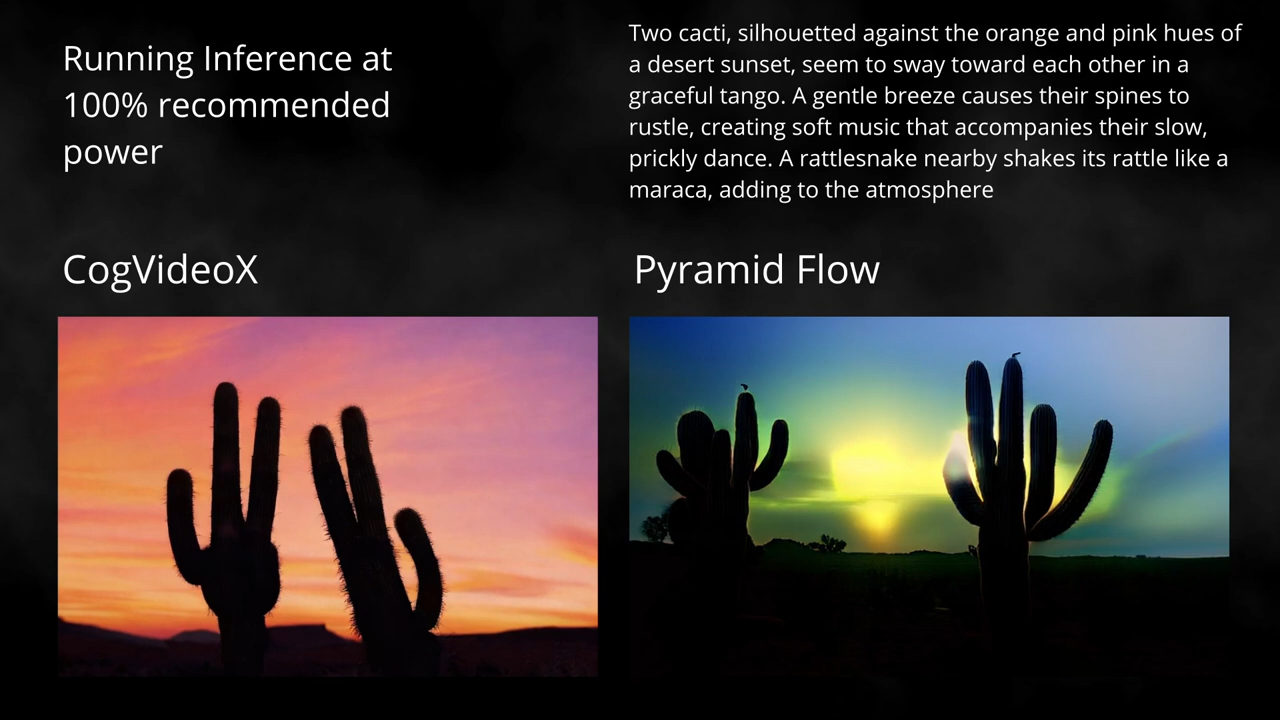 Running Inference at
100% recommended
power
Two cacti, silhouetted against the orange and pink hues of
a desert sunset, seem to sway toward each other in a
graceful tango. A gentle breeze causes their spines to
rustle, creating soft music that accompanies their slow,
prickly dance. A rattlesnake nearby shakes its rattle like a
maraca, adding to the atmosphere
CogVideoX
Pyramid Flow